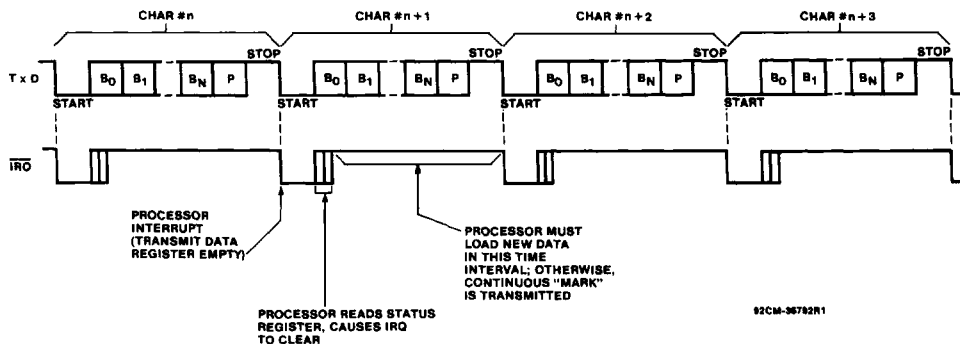 CHAR #n CHAR #n + 1 CHAR #n + 2 CHAR #n + 3
STOP STOP STOP STOP
T x D B0 B1 BN P B0 B1 BN P B0 B1 BN P B0 B1 BN P
START START START START
IRQ
PROCESSOR
INTERRUPT
(TRANSMIT DATA
REGISTER EMPTY)
PROCESSOR MUST
LOAD NEW DATA
IN THIS TIME
INTERVAL; OTHERWISE,
CONTINUOUS "MARK"
IS TRANSMITTED
PROCESSOR READS STATUS
REGISTER, CAUSES IRQ
TO CLEAR
92CM-36792R1